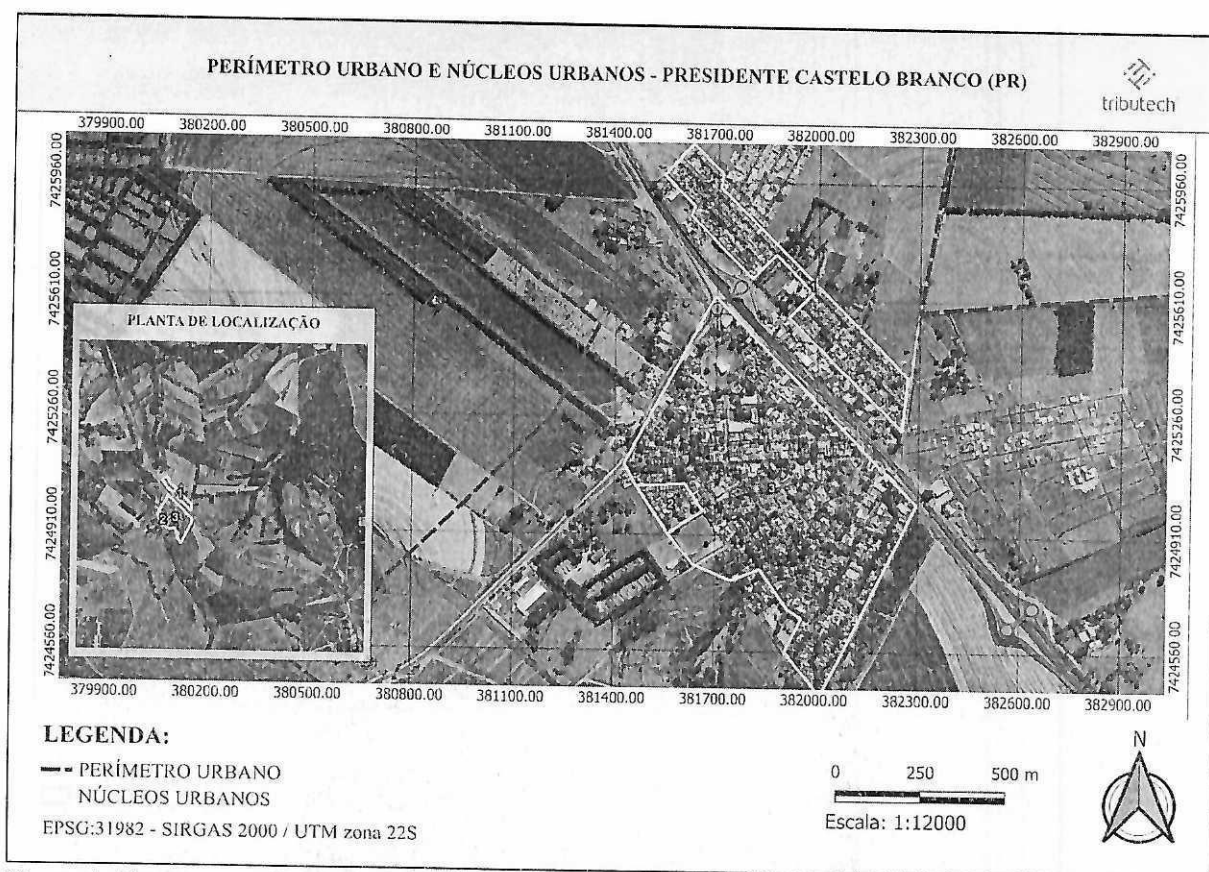 PERÍMETRO URBANO E NÚCLEOS URBANOS - PRESIDENTE CASTELO BRANCO (PR)
tributech
379900.00 380200.00 380500.00 380800.00 381100.00 381400.00 381700.00 382000.00 382300.00 382600.00 382900.00
7425960.00 7425960.00
7425610.00 7425610.00
PLANTA DE LOCALIZAÇÃO
7425260.00 7425260.00
7424910.00 7424910.00
7424560.00 7424560.00
379900.00 380200.00 380500.00 380800.00 381100.00 381400.00 381700.00 382000.00 382300.00 382600.00 382900.00
LEGENDA:
PERÍMETRO URBANO
NÚCLEOS URBANOS
EPSG:31982 - SIRGAS 2000 / UTM zona 22S
0 250 500 m
Escala: 1:12000
N